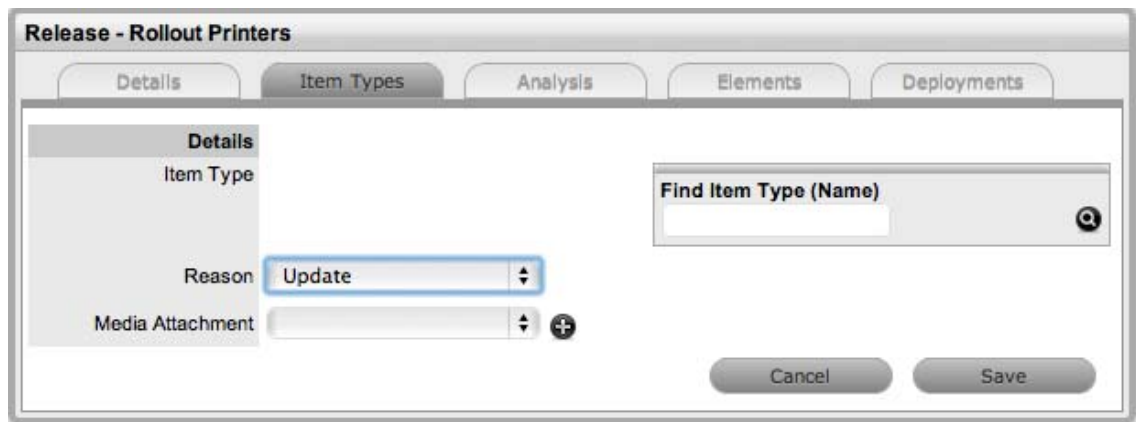 Release - Rollout Printers
Details Item Types Analysis Elements Deployments
Details
Item Type
Find Item Type (Name)
Reason Update
Media Attachment
Cancel Save